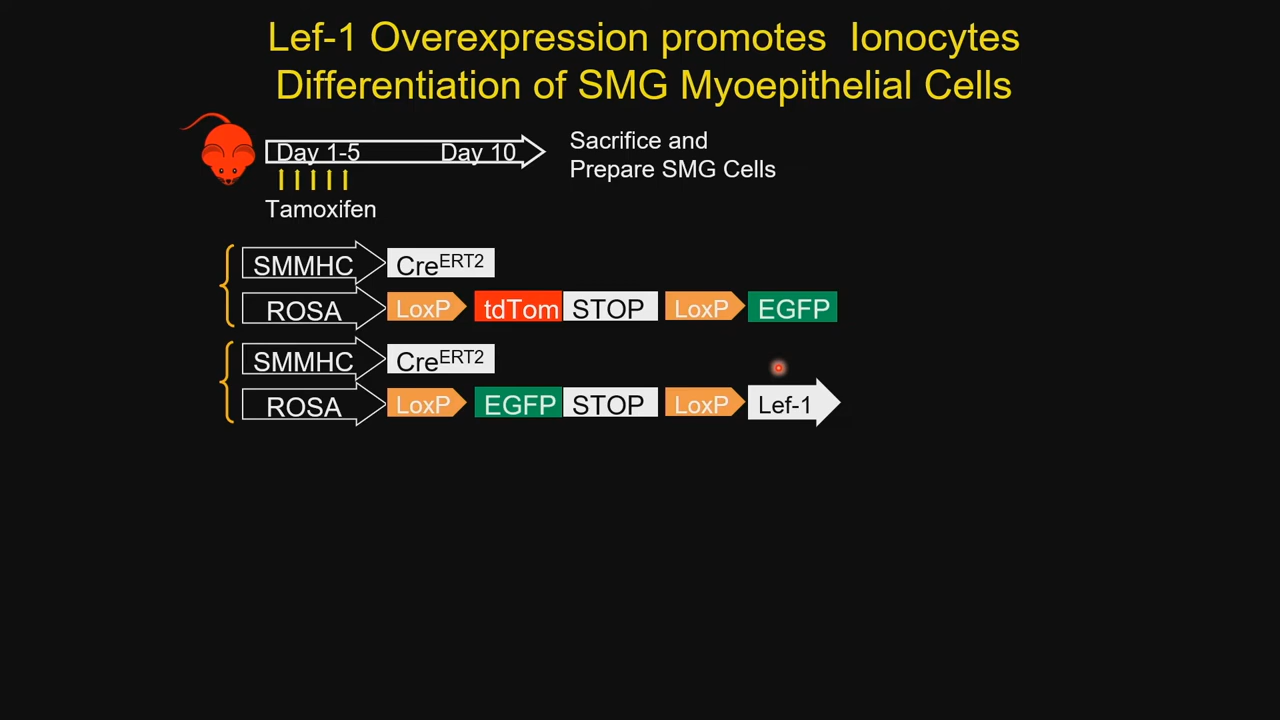 Lef-1 Overexpression promotes Ionocytes
Differentiation of SMG Myoepithelial Cells
Day 1-5 Day 10
Sacrifice and
Prepare SMG Cells
Tamoxifen
SMMHC CreERT2
ROSA LoxP tdTom STOP LoxP EGFP
SMMHC CreERT2
ROSA LoxP EGFP STOP LoxP Lef-1